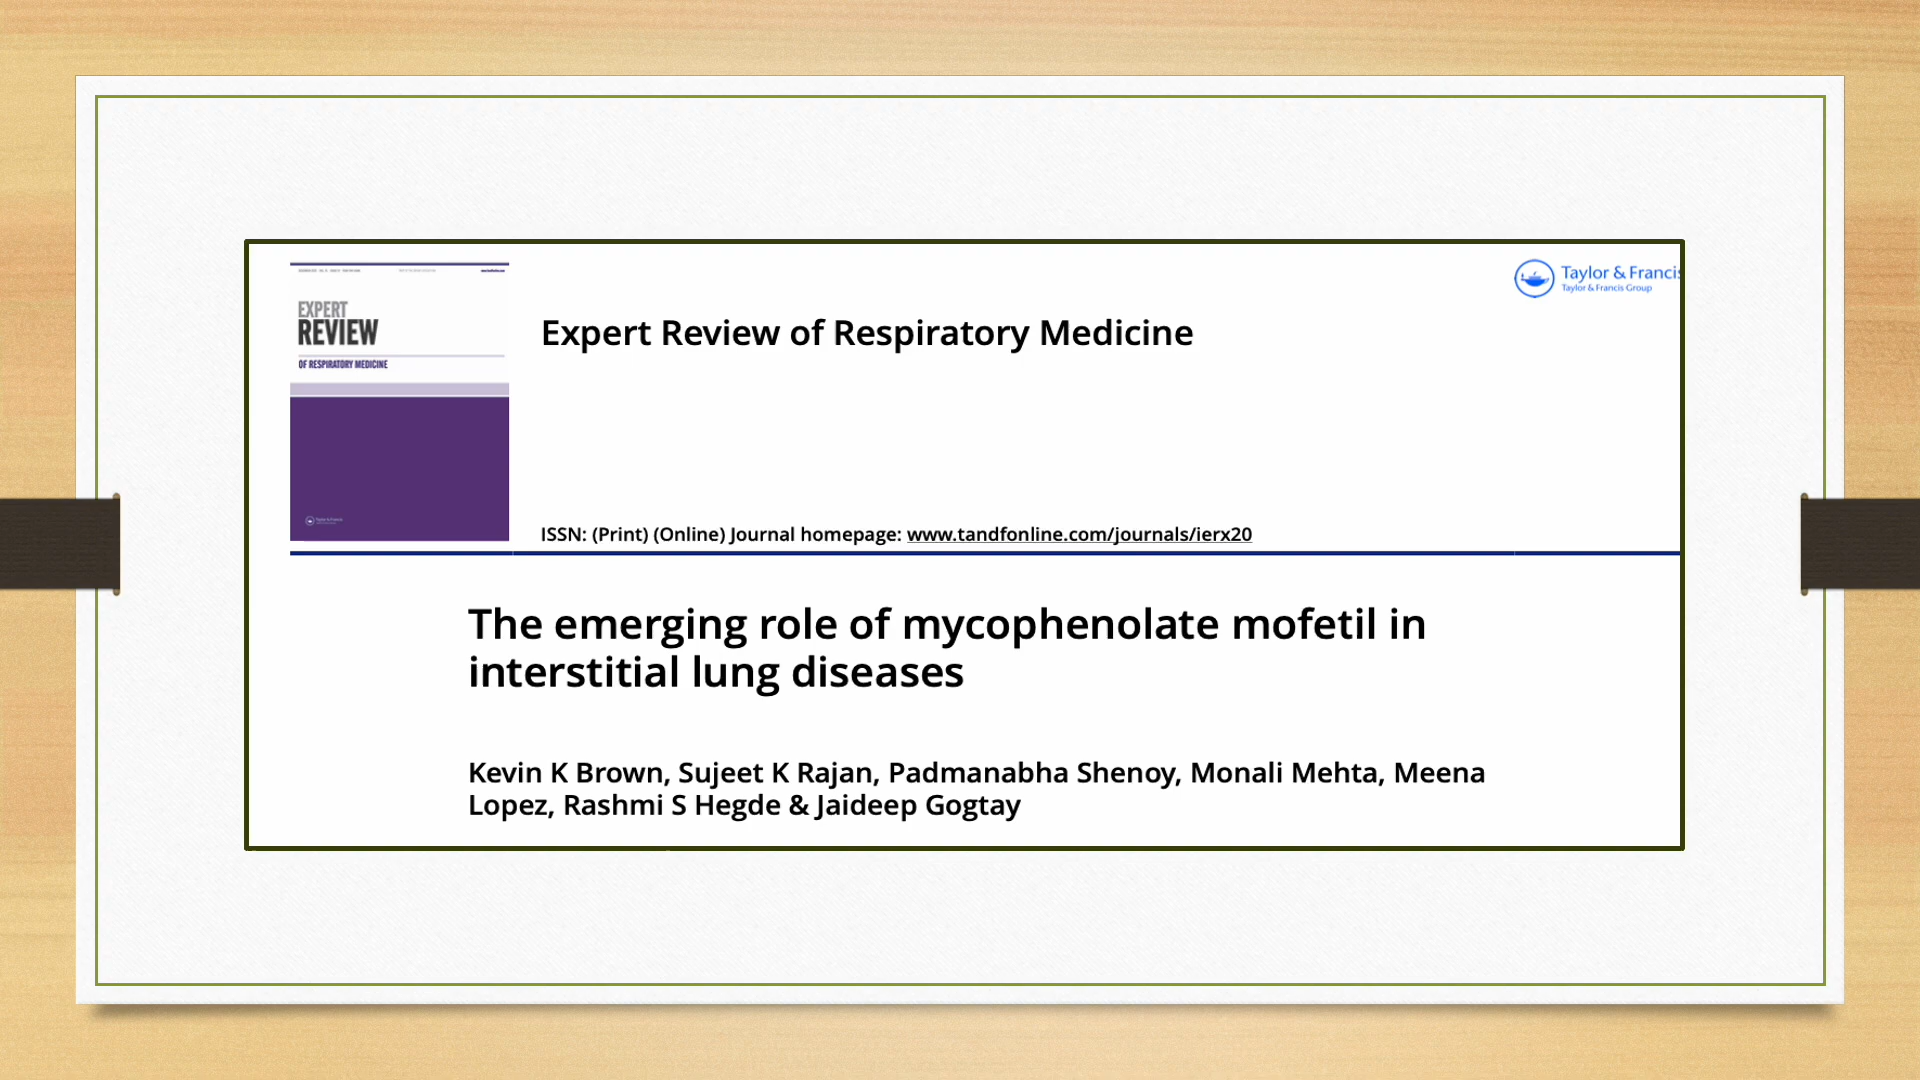 EXPERT
REVIEW
OF RESPIRATORY MEDICINE
Taylor & Francis
Taylor & Francis Group
Expert Review of Respiratory Medicine
ISSN: (Print) (Online) Journal homepage: www.tandfonline.com/journals/ierx20
The emerging role of mycophenolate mofetil in
interstitial lung diseases
Kevin K Brown, Sujeet K Rajan, Padmanabha Shenoy, Monali Mehta, Meena
Lopez, Rashmi S Hegde & Jaideep Gogtay